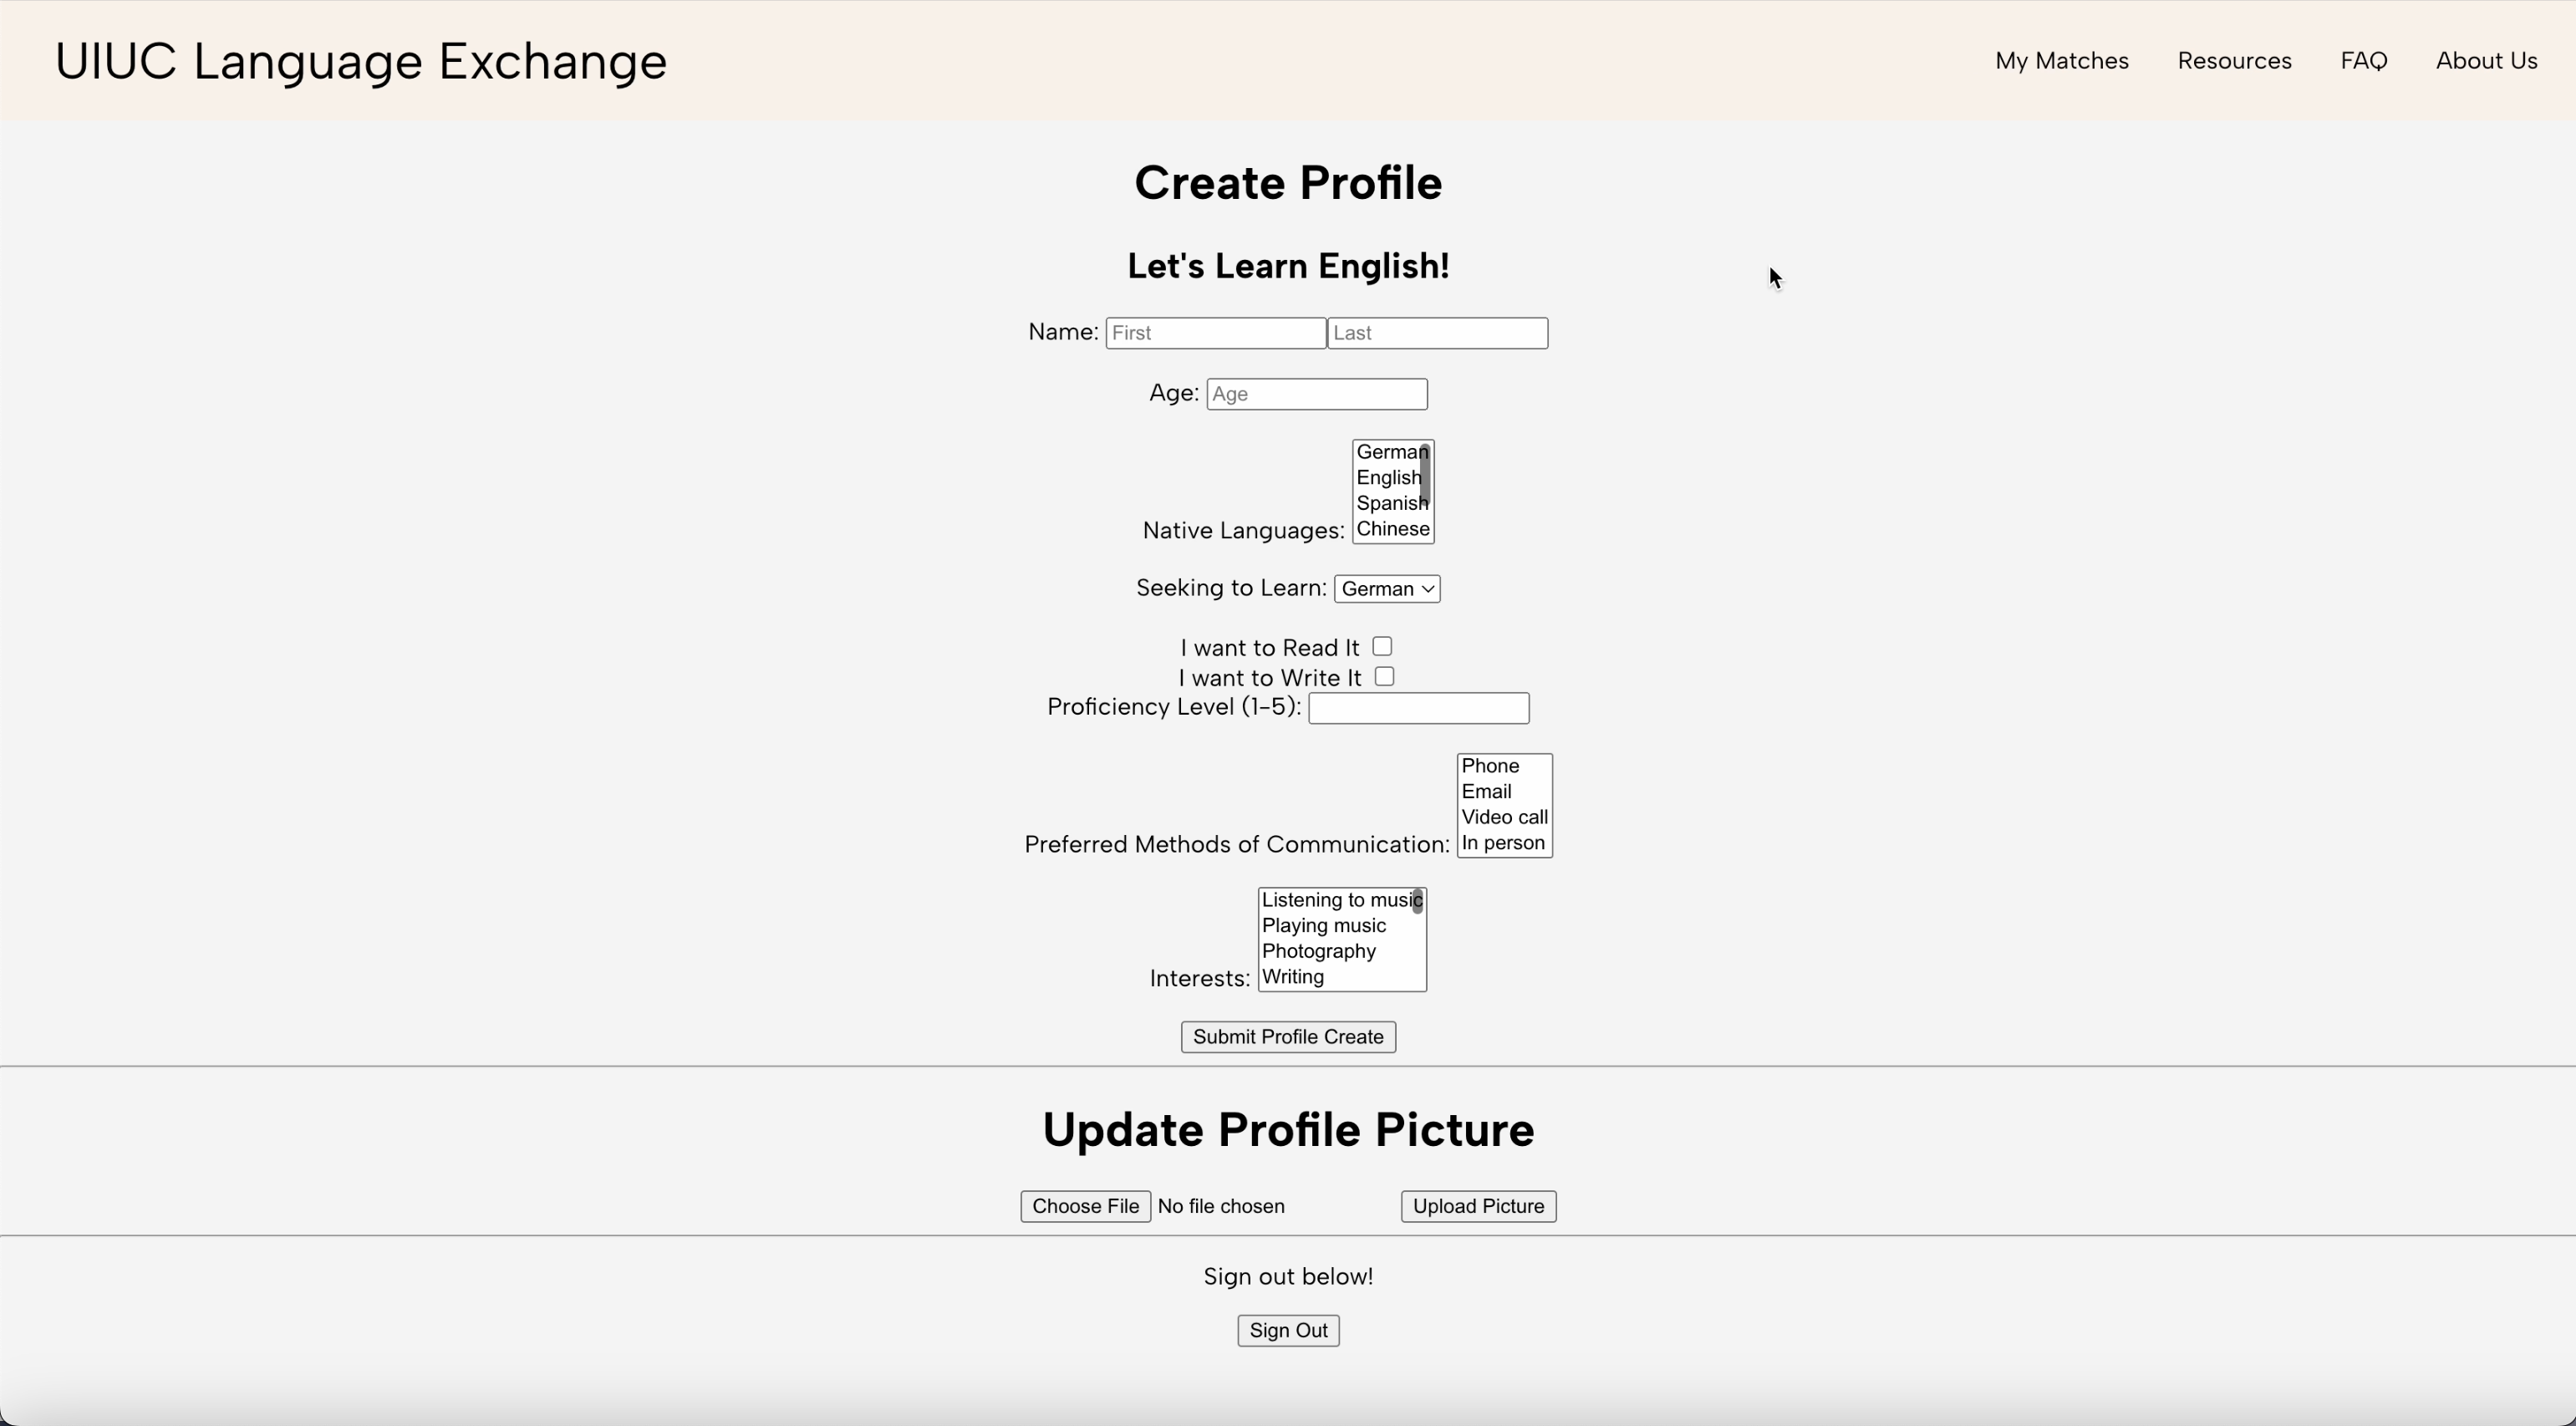 UIUC Language Exchange My Matches Resources FAQ About Us
Create Profile
Let's Learn English!
Name: First Last
Age: Age
German
English
Spanish
Native Languages: Chinese
Seeking to Learn: German
I want to Read It
I want to Write It
Proficiency Level (1-5):
Phone
Email
Video call
Preferred Methods of Communication: In person
Listening to music
Playing music
Photography
Interests: Writing
Submit Profile Create
Update Profile Picture
Choose File No file chosen Upload Picture
Sign out below!
Sign Out